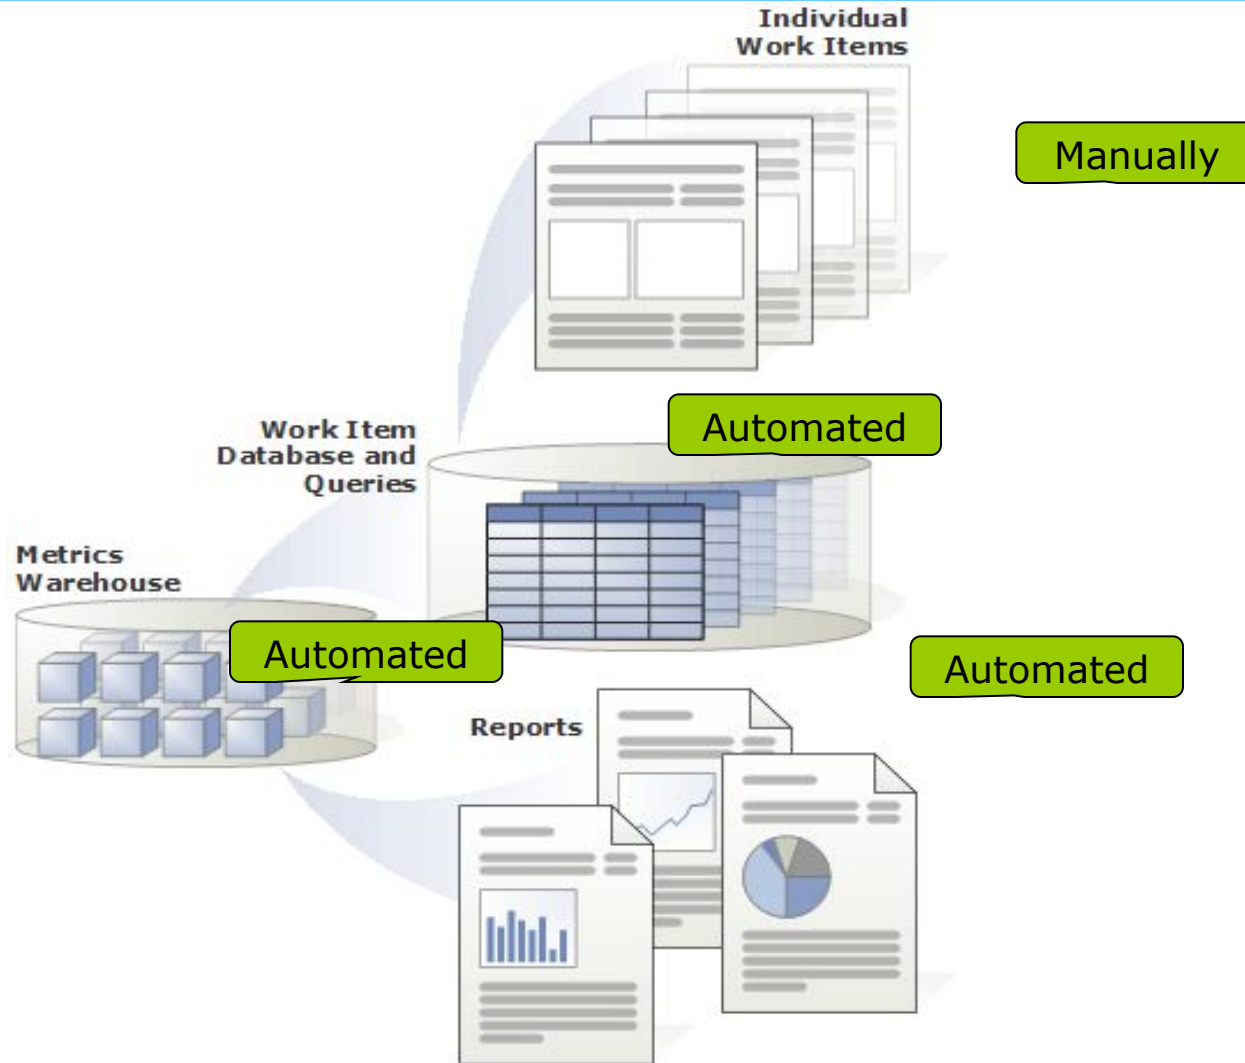 Individual
Work Items
Manually
Automated
Work Item
Database and
Queries
Metrics
Warehouse
Automated
Automated
Reports